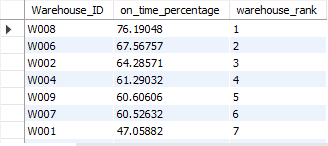 Warehouse_ID on_time_percentage warehouse_rank
W008 76.19048 1
W006 67.56757 2
W002 64.28571 3
W004 61.29032 4
W009 60.60606 5
W007 60.52632 6
W001 47.05882 7